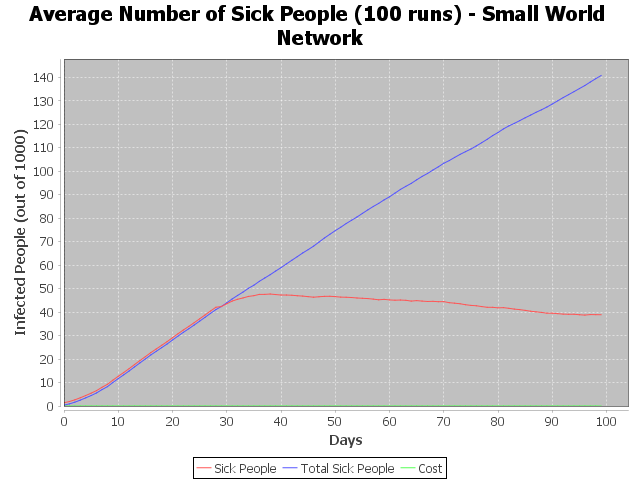 Average Number of Sick People (100 runs) - Small World
Network
Infected People (out of 1000)
140
130
120
110
100
90
80
70
60
50
40
30
20
10
0
0 10 20 30 40 50 60 70 80 90 100
Days
Sick People Total Sick People Cost